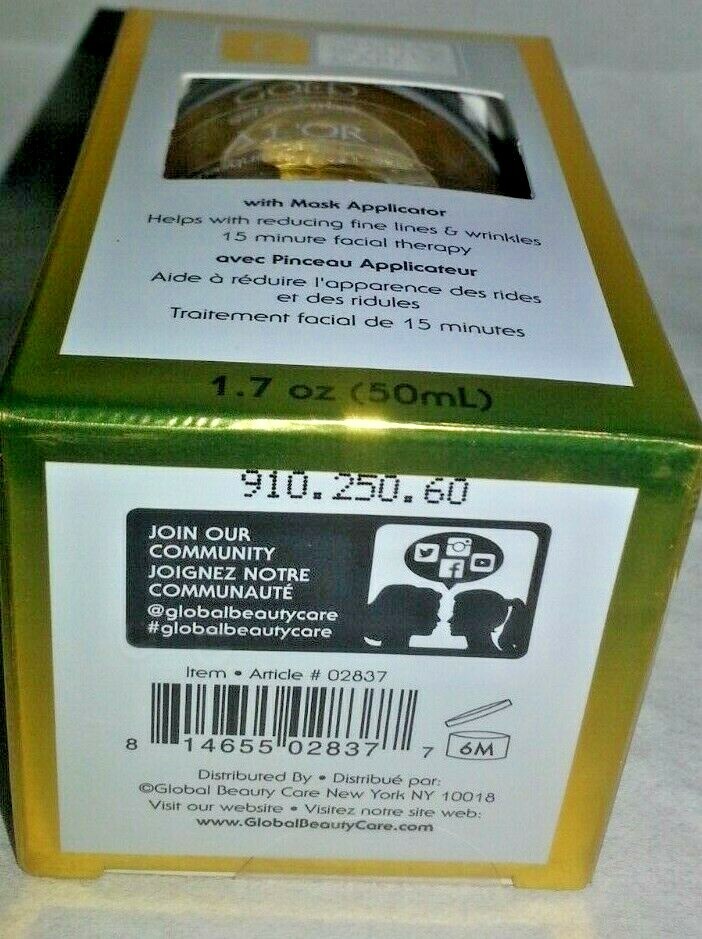 GOLD
À L'OR
with Mask Applicator
Helps with reducing fine lines & wrinkles
15 minute facial therapy
avec Pinceau Applicateur
Aide à réduire l'apparence des rides
et des ridules
Traitement facial de 15 minutes
1.7 oz (50mL)
910.250.60
JOIN OUR
COMMUNITY
JOIGNEZ NOTRE
COMMUNAUTÉ
@globalbeautycare
#globalbeautycare
Item • Article # 02837
8 14655 02837 7
6M
Distributed By • Distribué par:
©Global Beauty Care New York NY 10018
Visit our website • Visitez notre site web:
www.GlobalBeautyCare.com